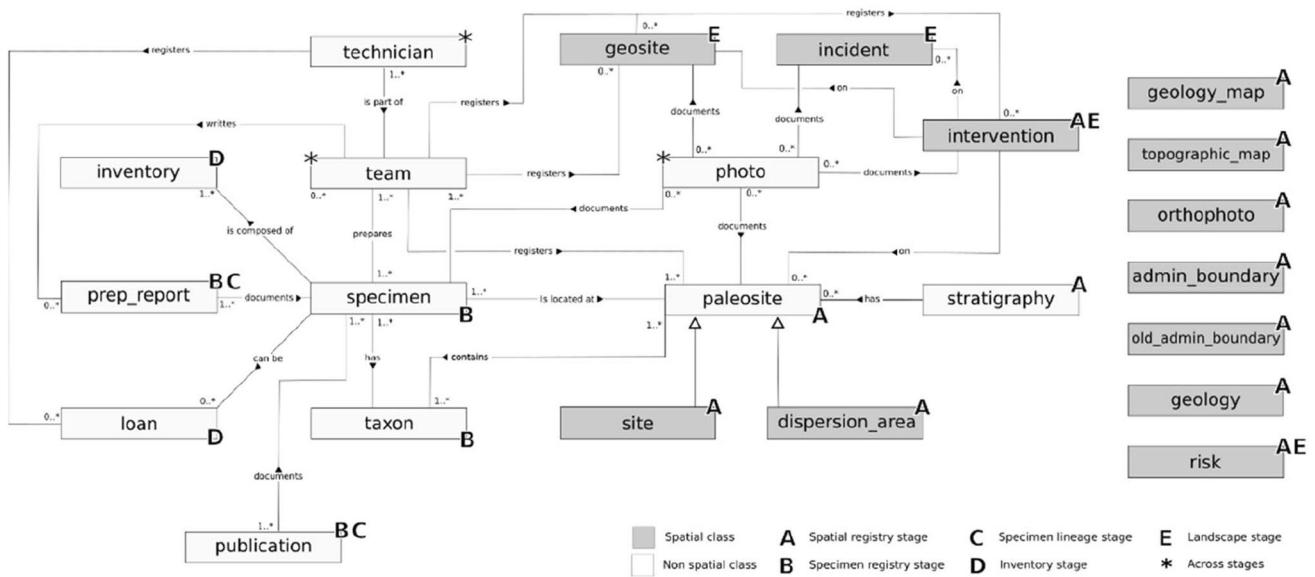 registers
technician
*
1..*
registers
0..*
geosite
E
0..*
incident
E
0..*
is part of
registers
on
on
documents
documents
0..*
intervention
AE
writtes
inventory
D
1..*
*
team
0..*
1..*
1..*
registers
0..*
0..*
*
photo
0..*
0..*
0..*
documents
documents
is composed of
prepares
documents
registers
on
1..*
1..*
0..*
0..*
prep_report
B C
1..*
documents
specimen
B
1..*
Is located at
paleosite
A
0..*
has
stratigraphy
A
1..*
1..*
1..*
can be
has
contains
0..*
1..*
0..*
loan
D
taxon
B
site
A
dispersion_area
A
documents
1..*
publication
B C
geology_map
A
topographic_map
A
orthophoto
A
admin_boundary
A
old_admin_boundary
A
geology
A
risk
AE
Spatial class
A Spatial registry stage
C Specimen lineage stage
E Landscape stage
Non spatial class
B Specimen registry stage
D Inventory stage
* Across stages